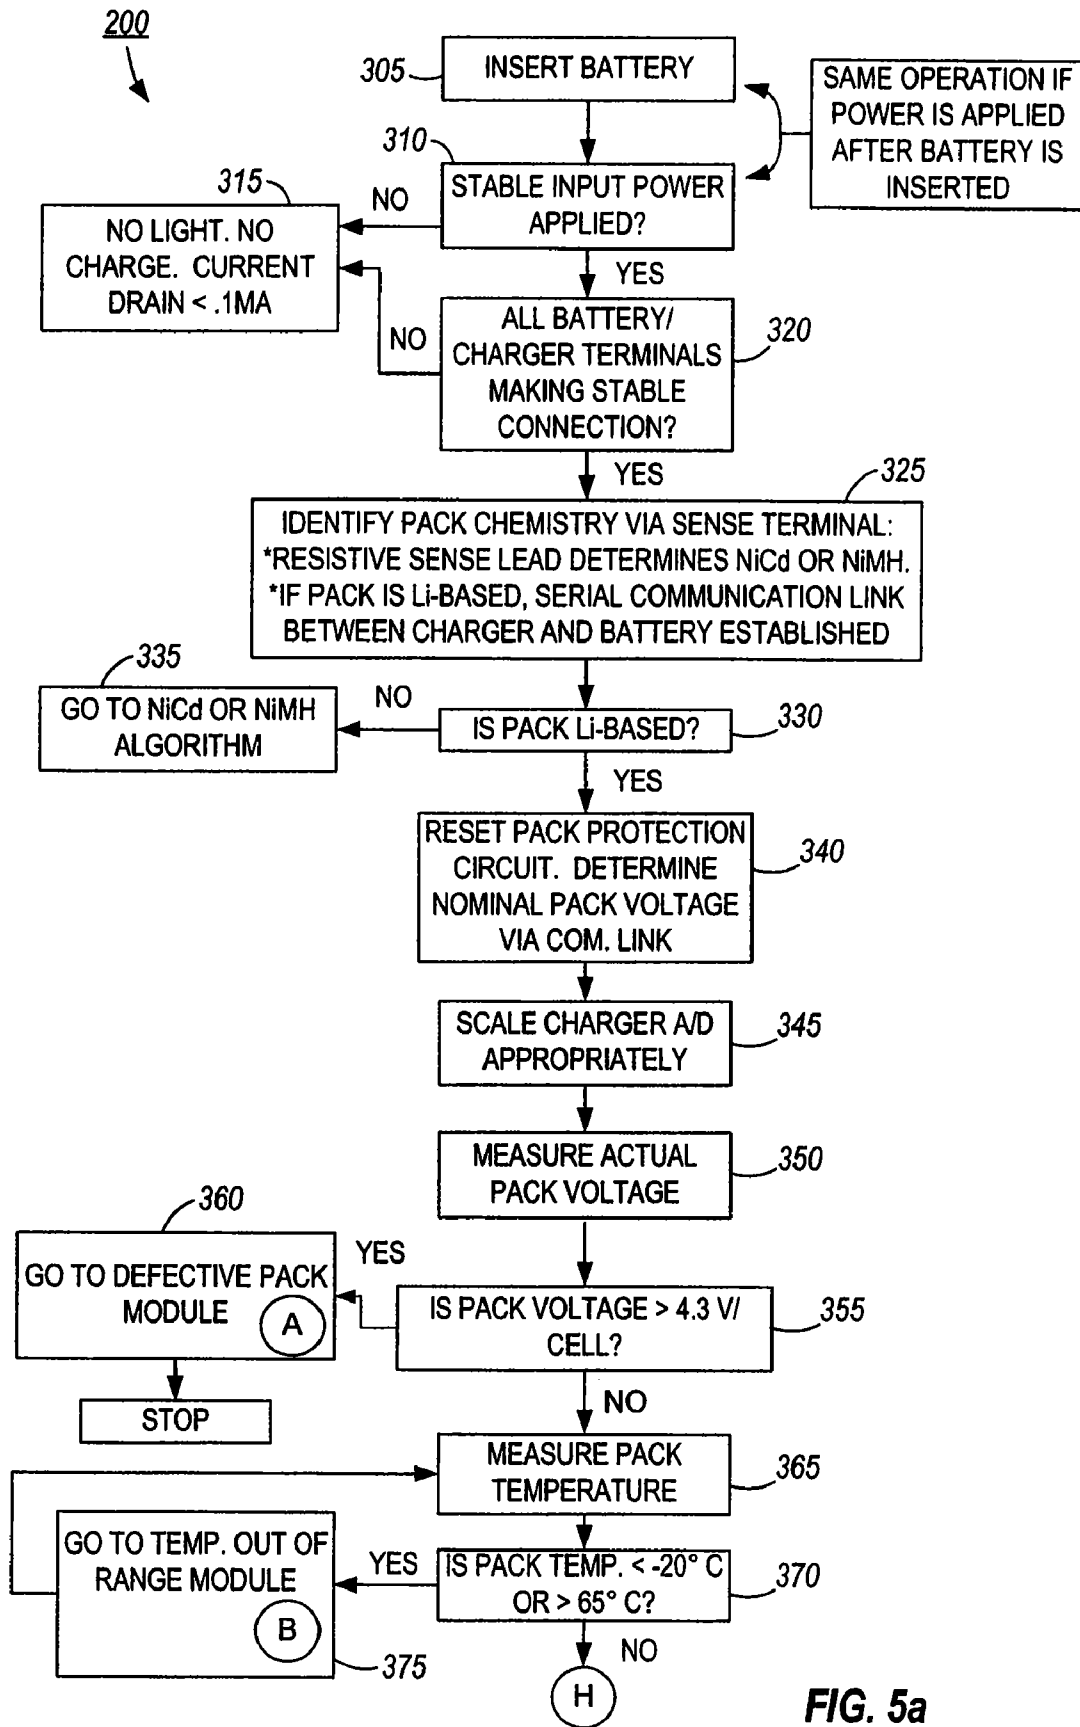 200
305
INSERT BATTERY
SAME OPERATION IF
POWER IS APPLIED
AFTER BATTERY IS
INSERTED
310
STABLE INPUT POWER
APPLIED?
NO
315
NO LIGHT. NO
CHARGE. CURRENT
DRAIN < .1MA
YES
ALL BATTERY/
CHARGER TERMINALS
MAKING STABLE
CONNECTION?
320
NO
YES
325
IDENTIFY PACK CHEMISTRY VIA SENSE TERMINAL:
*RESISTIVE SENSE LEAD DETERMINES NiCd OR NiMH.
*IF PACK IS Li-BASED, SERIAL COMMUNICATION LINK
BETWEEN CHARGER AND BATTERY ESTABLISHED
335
GO TO NiCd OR NiMH
ALGORITHM
NO
IS PACK Li-BASED?
330
YES
RESET PACK PROTECTION
CIRCUIT. DETERMINE
NOMINAL PACK VOLTAGE
VIA COM. LINK
340
SCALE CHARGER A/D
APPROPRIATELY
345
MEASURE ACTUAL
PACK VOLTAGE
350
360
GO TO DEFECTIVE PACK
MODULE
A
YES
IS PACK VOLTAGE > 4.3 V/
CELL?
355
STOP
NO
MEASURE PACK
TEMPERATURE
365
GO TO TEMP. OUT OF
RANGE MODULE
B
375
YES
IS PACK TEMP. < -20° C
OR > 65° C?
370
NO
H
FIG. 5a